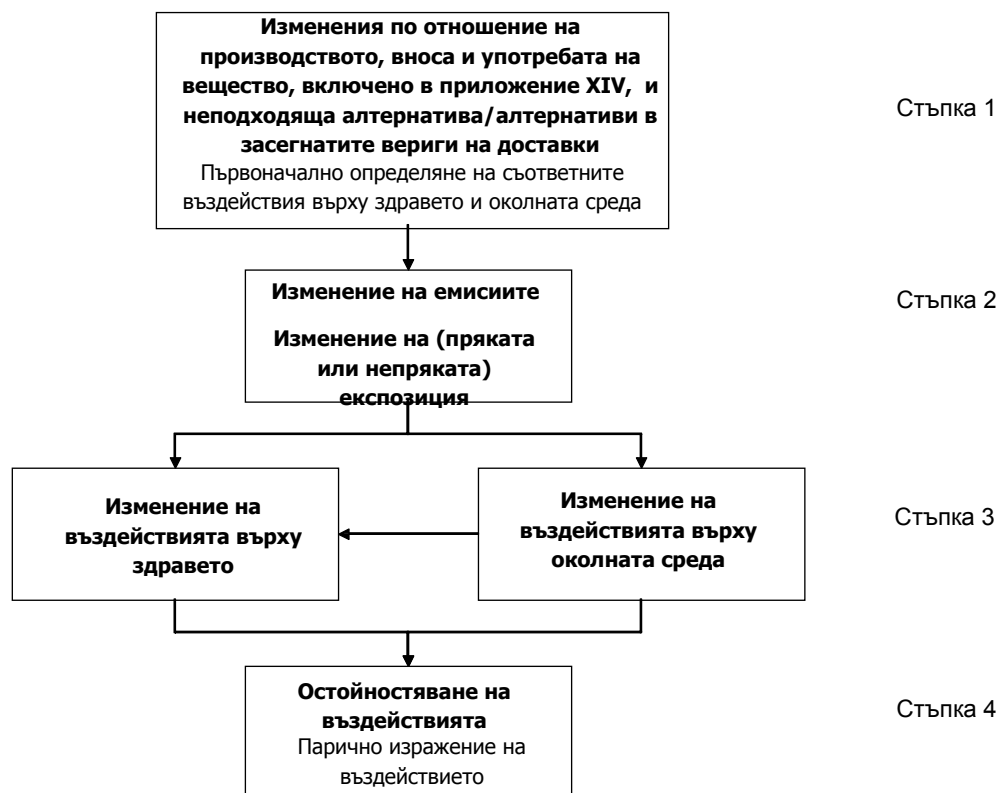 Изменения по отношение на
производството, вноса и употребата на
вещество, включено в приложение XIV, и
неподходяща алтернатива/алтернативи в
засегнатите вериги на доставки
Първоначално определяне на съответните
въздействия върху здравето и околната среда
Стъпка 1
Изменение на емисиите
Изменение на (пряката
или непряката)
експозиция
Стъпка 2
Изменение на
въздействията върху
здравето
Изменение на
въздействията върху
околната среда
Стъпка 3
Остойностяване на
въздействията
Парично изражение на
въздействието
Стъпка 4